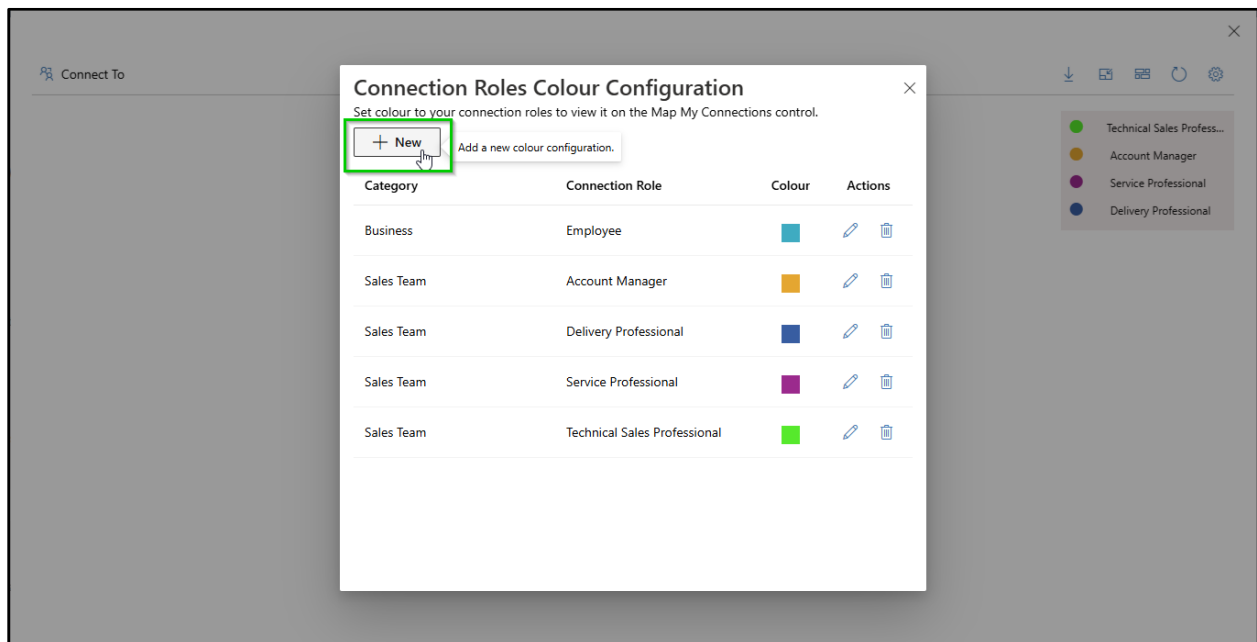 Connect To
Connection Roles Colour Configuration
Set colour to your connection roles to view it on the Map My Connections control.
New
Add a new colour configuration.
Category Connection Role Colour Actions
Business Employee
Sales Team Account Manager
Sales Team Delivery Professional
Sales Team Service Professional
Sales Team Technical Sales Professional
Technical Sales Profess...
Account Manager
Service Professional
Delivery Professional